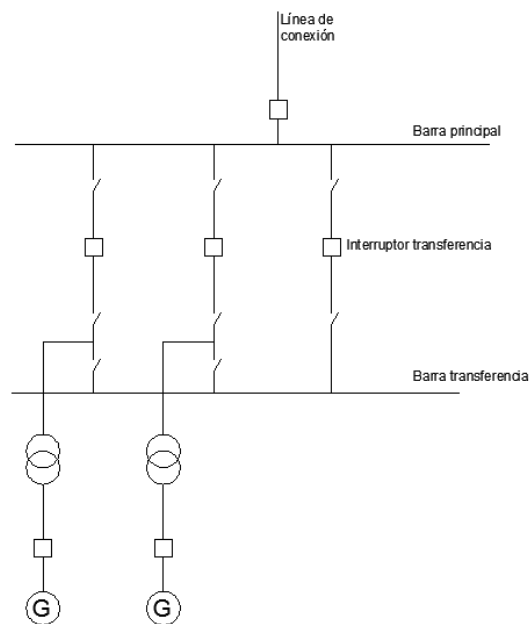 Línea de
conexión
Barra principal
Interruptor transferencia
Barra transferencia
G
G